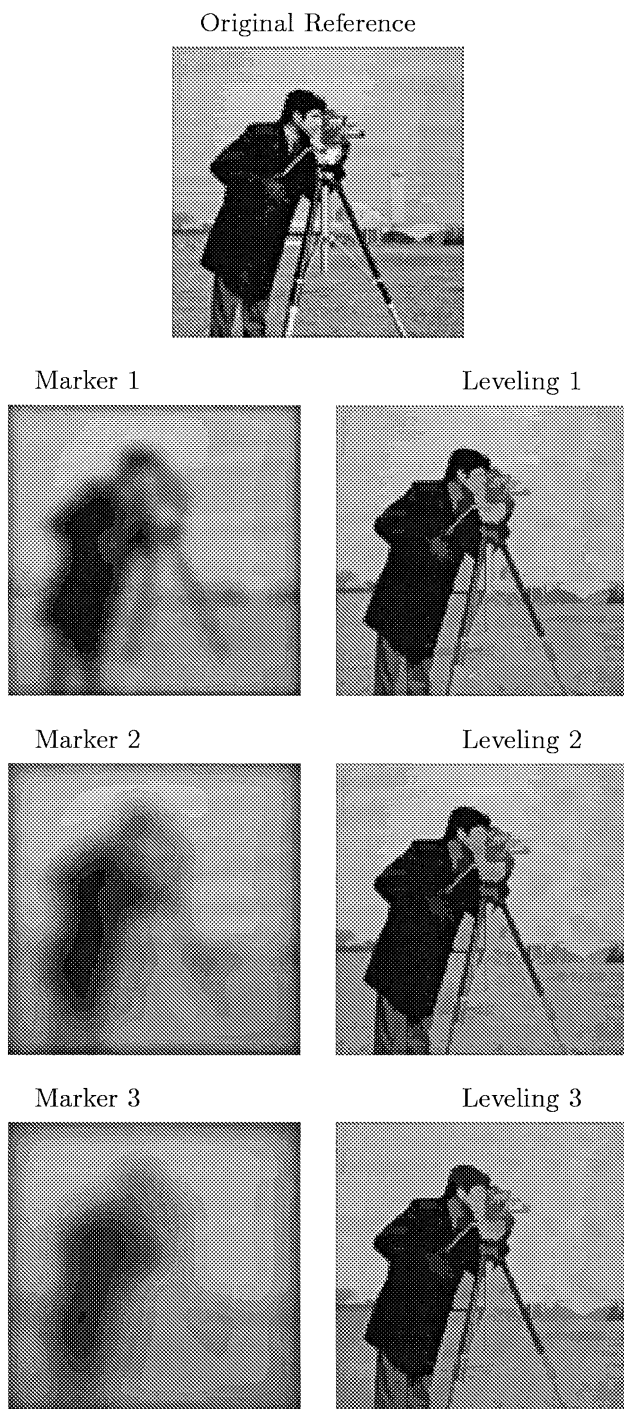 Original Reference
Marker 1
Leveling 1
Marker 2
Leveling 2
Marker 3
Leveling 3